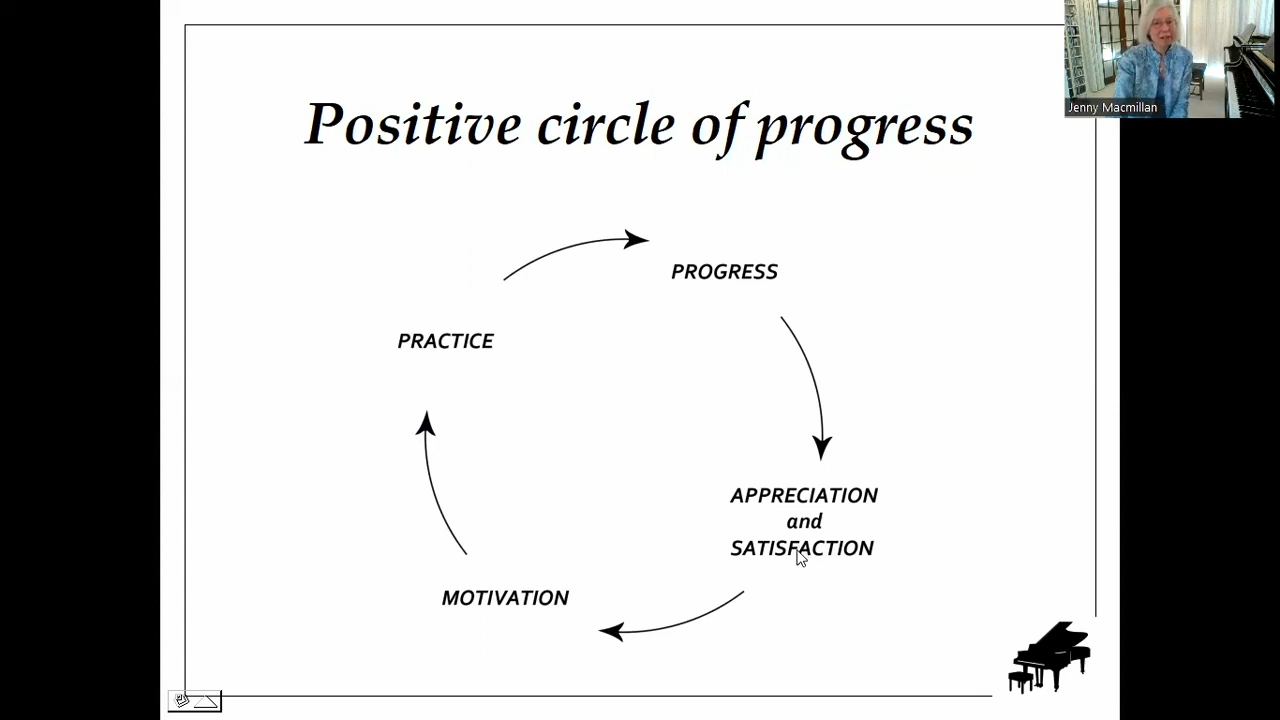 Jenny Macmillan
Positive circle of progress
PROGRESS
PRACTICE
APPRECIATION
and
SATISFACTION
MOTIVATION